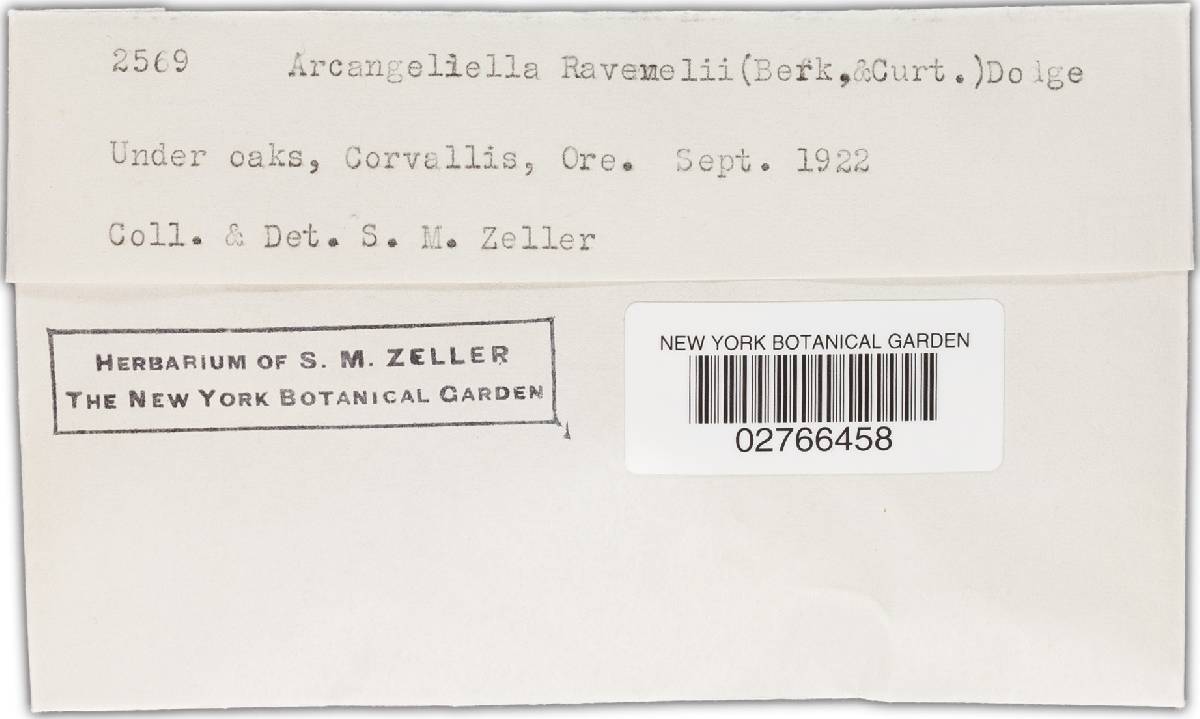 2569 Arcangeliella Ravenelii(Berk,&Curt.)Dodge
Under oaks, Corvallis, Ore. Sept. 1922
Coll. & Det. S. M. Zeller
HERBARIUM OF S. M. ZELLER
THE NEW YORK BOTANICAL GARDEN
NEW YORK BOTANICAL GARDEN
02766458